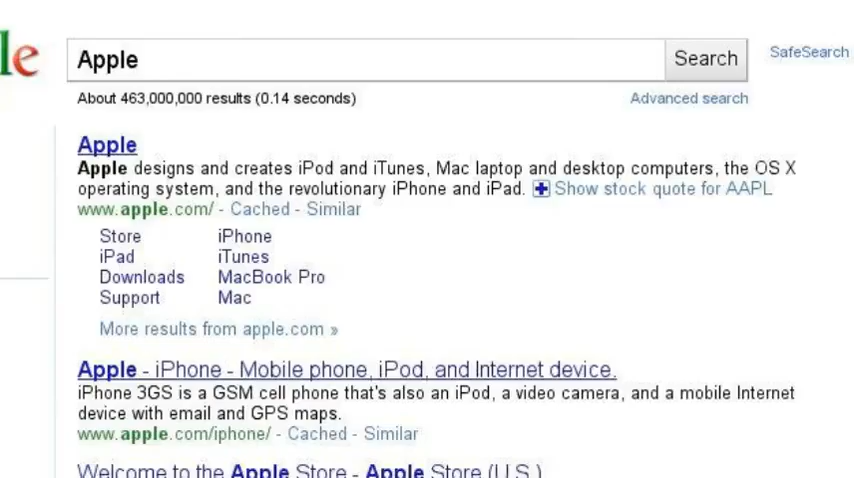 le
Apple
Search
SafeSearch
About 463,000,000 results (0.14 seconds)
Advanced search
Apple
Apple designs and creates iPod and iTunes, Mac laptop and desktop computers, the OS X
operating system, and the revolutionary iPhone and iPad. Show stock quote for AAPL
www.apple.com/ - Cached - Similar
Store iPhone
iPad iTunes
Downloads MacBook Pro
Support Mac
More results from apple.com »
Apple - iPhone - Mobile phone, iPod, and Internet device.
iPhone 3GS is a GSM cell phone that's also an iPod, a video camera, and a mobile Internet
device with email and GPS maps.
www.apple.com/iphone/ - Cached - Similar
Welcome to the Apple Store - Apple Store (U.S.)